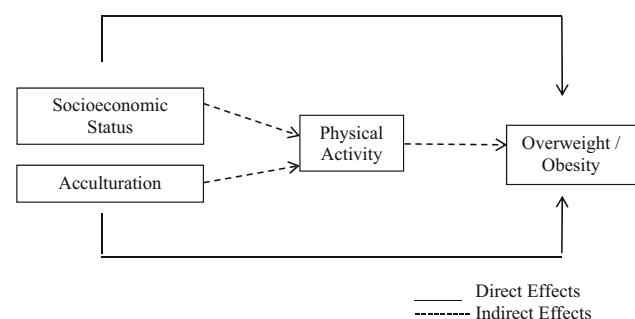 Socioeconomic
Status
Acculturation
Physical
Activity
Overweight /
Obesity
Direct Effects
Indirect Effects